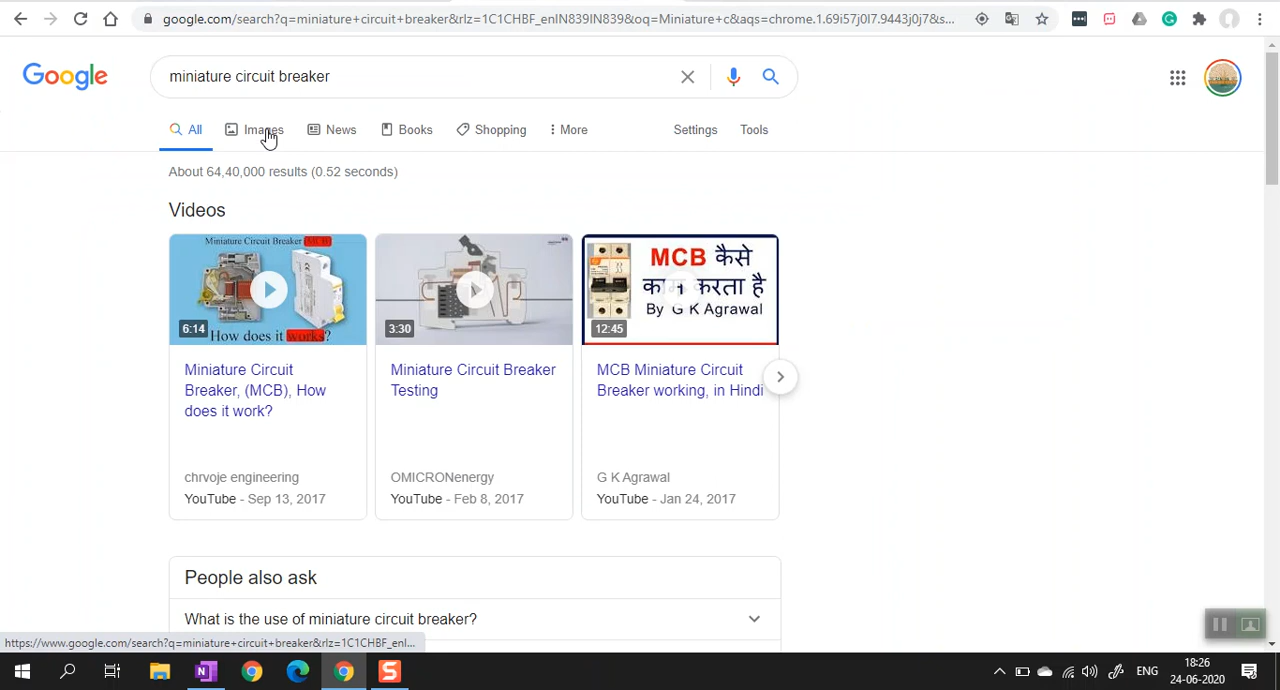 google.com/search?q=miniature+circuit+breaker&rlz=1C1CHBF_enIN839IN839&oq=Miniature+c&aqs=chrome.1.69i57j0l7.9443j0j7&s...
Google
miniature circuit breaker
All
Images
News
Books
Shopping
More
Settings
Tools
About 64,40,000 results (0.52 seconds)
Videos
Miniature Circuit Breaker (MCB)
6:14
How does it works?
3:30
MCB कैसे
काम करता है
By G K Agrawal
12:45
Miniature Circuit
Breaker, (MCB), How
does it work?
chrvoje engineering
YouTube - Sep 13, 2017
Miniature Circuit Breaker
Testing
OMICRONenergy
YouTube - Feb 8, 2017
MCB Miniature Circuit
Breaker working, in Hindi
G K Agrawal
YouTube - Jan 24, 2017
People also ask
What is the use of miniature circuit breaker?
https://www.google.com/search?q=miniature+circuit+breaker&rlz=1C1CHBF_enI...
ENG
18:26
24-06-2020